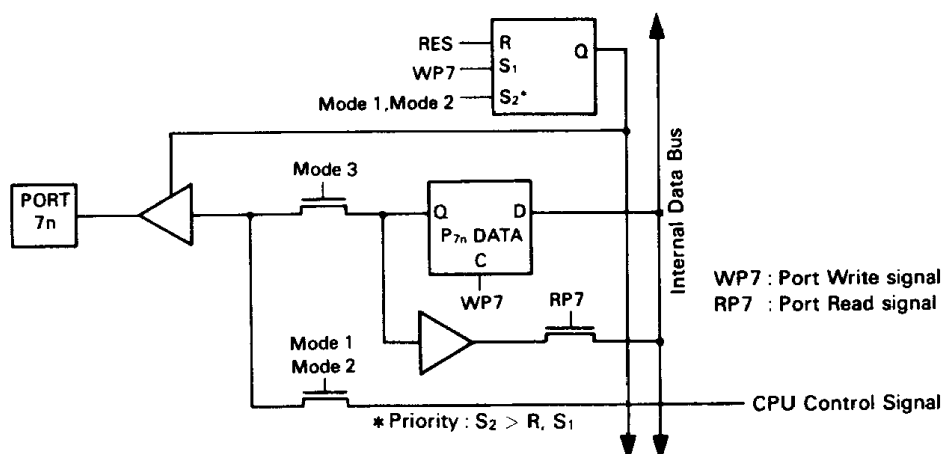 RES
R
Q
WP7
S₁
Mode 1,Mode 2
S₂*
Mode 3
PORT
7n
Q
D
P₇ₙ DATA
C
WP7
RP7
Internal Data Bus
WP7 : Port Write signal
RP7 : Port Read signal
Mode 1
Mode 2
CPU Control Signal
* Priority : S₂ > R, S₁